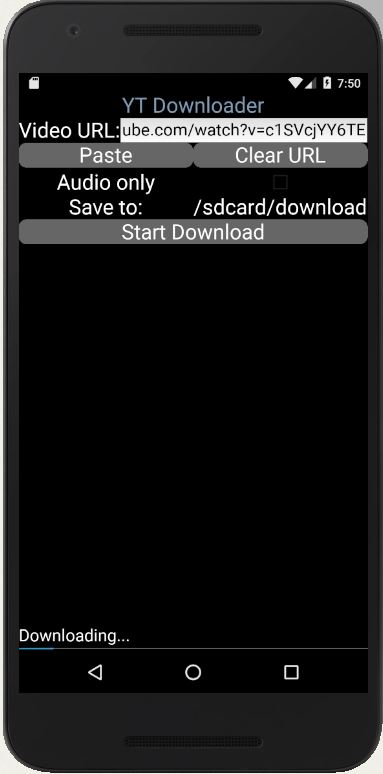 7:50
YT Downloader
Video URL: ube.com/watch?v=c1SVcjYY6TE
Paste Clear URL
Audio only
Save to: /sdcard/download
Start Download
Downloading...